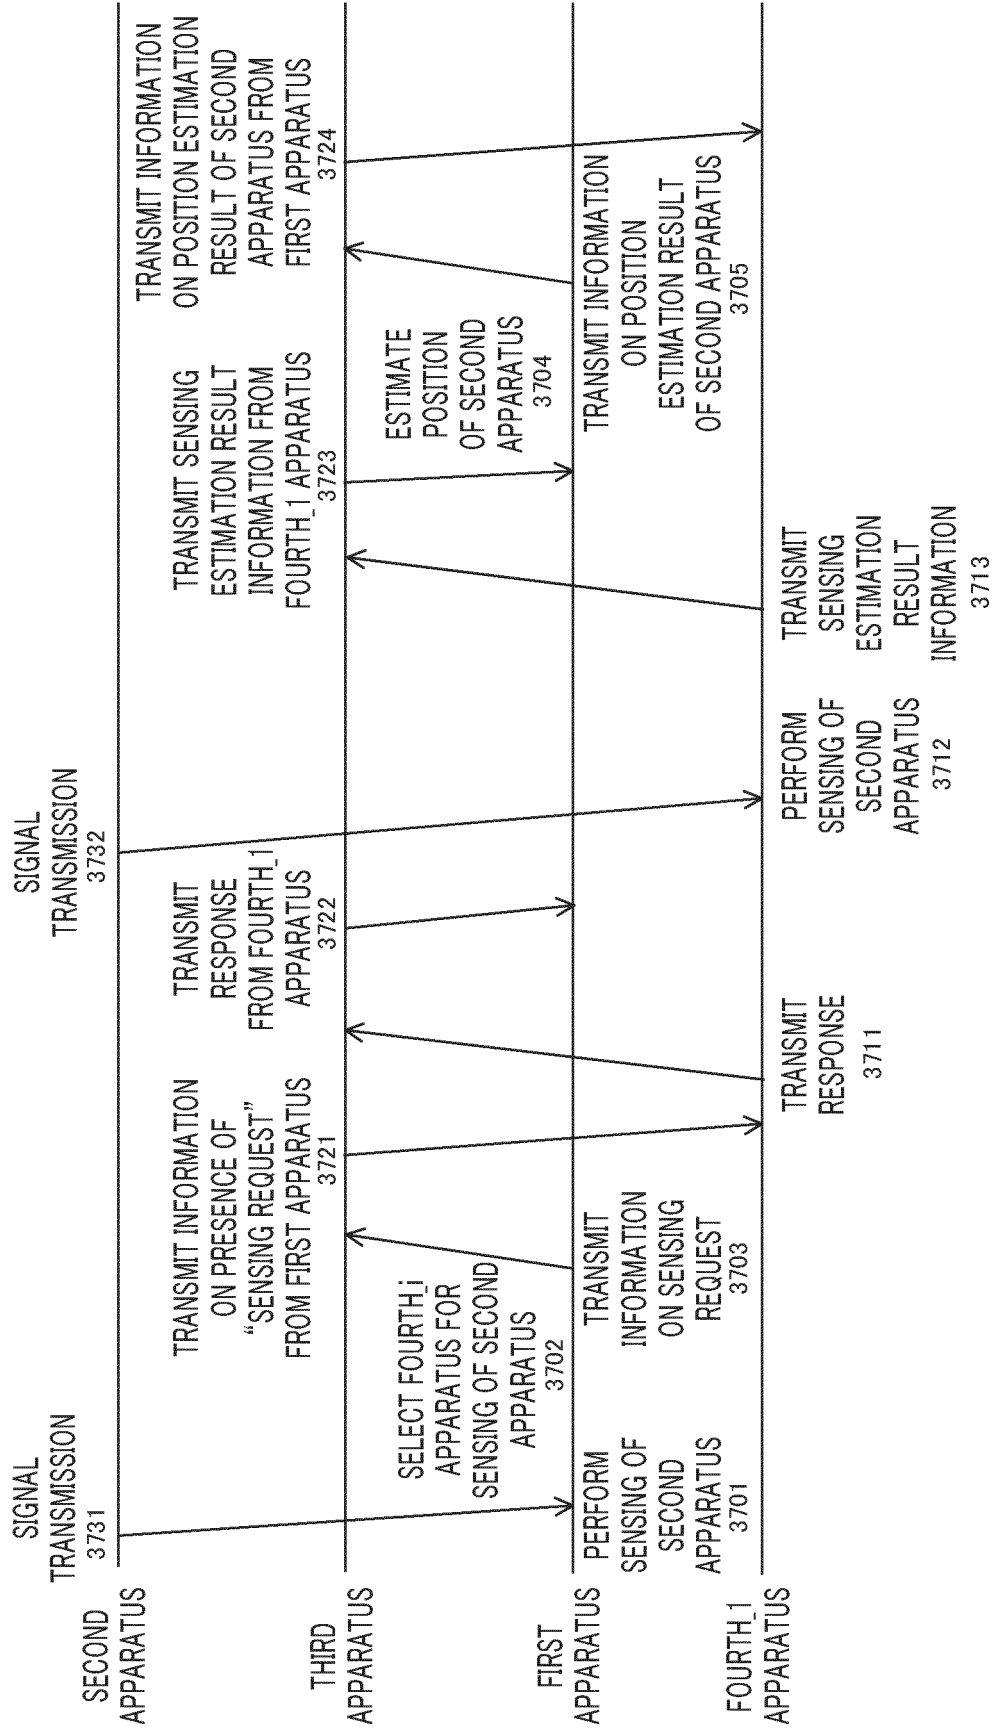 SIGNAL
TRANSMISSION
3731
SIGNAL
TRANSMISSION
3732
SECOND
APPARATUS
TRANSMIT INFORMATION
ON PRESENCE OF
“SENSING REQUEST”
FROM FIRST APPARATUS
3721
TRANSMIT
RESPONSE
FROM FOURTH_1
APPARATUS
3722
TRANSMIT SENSING
ESTIMATION RESULT
INFORMATION FROM
FOURTH_1 APPARATUS
3723
TRANSMIT INFORMATION
ON POSITION ESTIMATION
RESULT OF SECOND
APPARATUS FROM
FIRST APPARATUS
3724
THIRD
APPARATUS
SELECT FOURTH_i
APPARATUS FOR
SENSING OF SECOND
APPARATUS
3702
ESTIMATE
POSITION
OF SECOND
APPARATUS
3704
FIRST
APPARATUS
PERFORM
SENSING OF
SECOND
APPARATUS
3701
TRANSMIT
INFORMATION
ON SENSING
REQUEST
3703
TRANSMIT INFORMATION
ON POSITION
ESTIMATION RESULT
OF SECOND APPARATUS
3705
FOURTH_1
APPARATUS
TRANSMIT
RESPONSE
3711
PERFORM
SENSING OF
SECOND
APPARATUS
3712
TRANSMIT
SENSING
ESTIMATION
RESULT
INFORMATION
3713